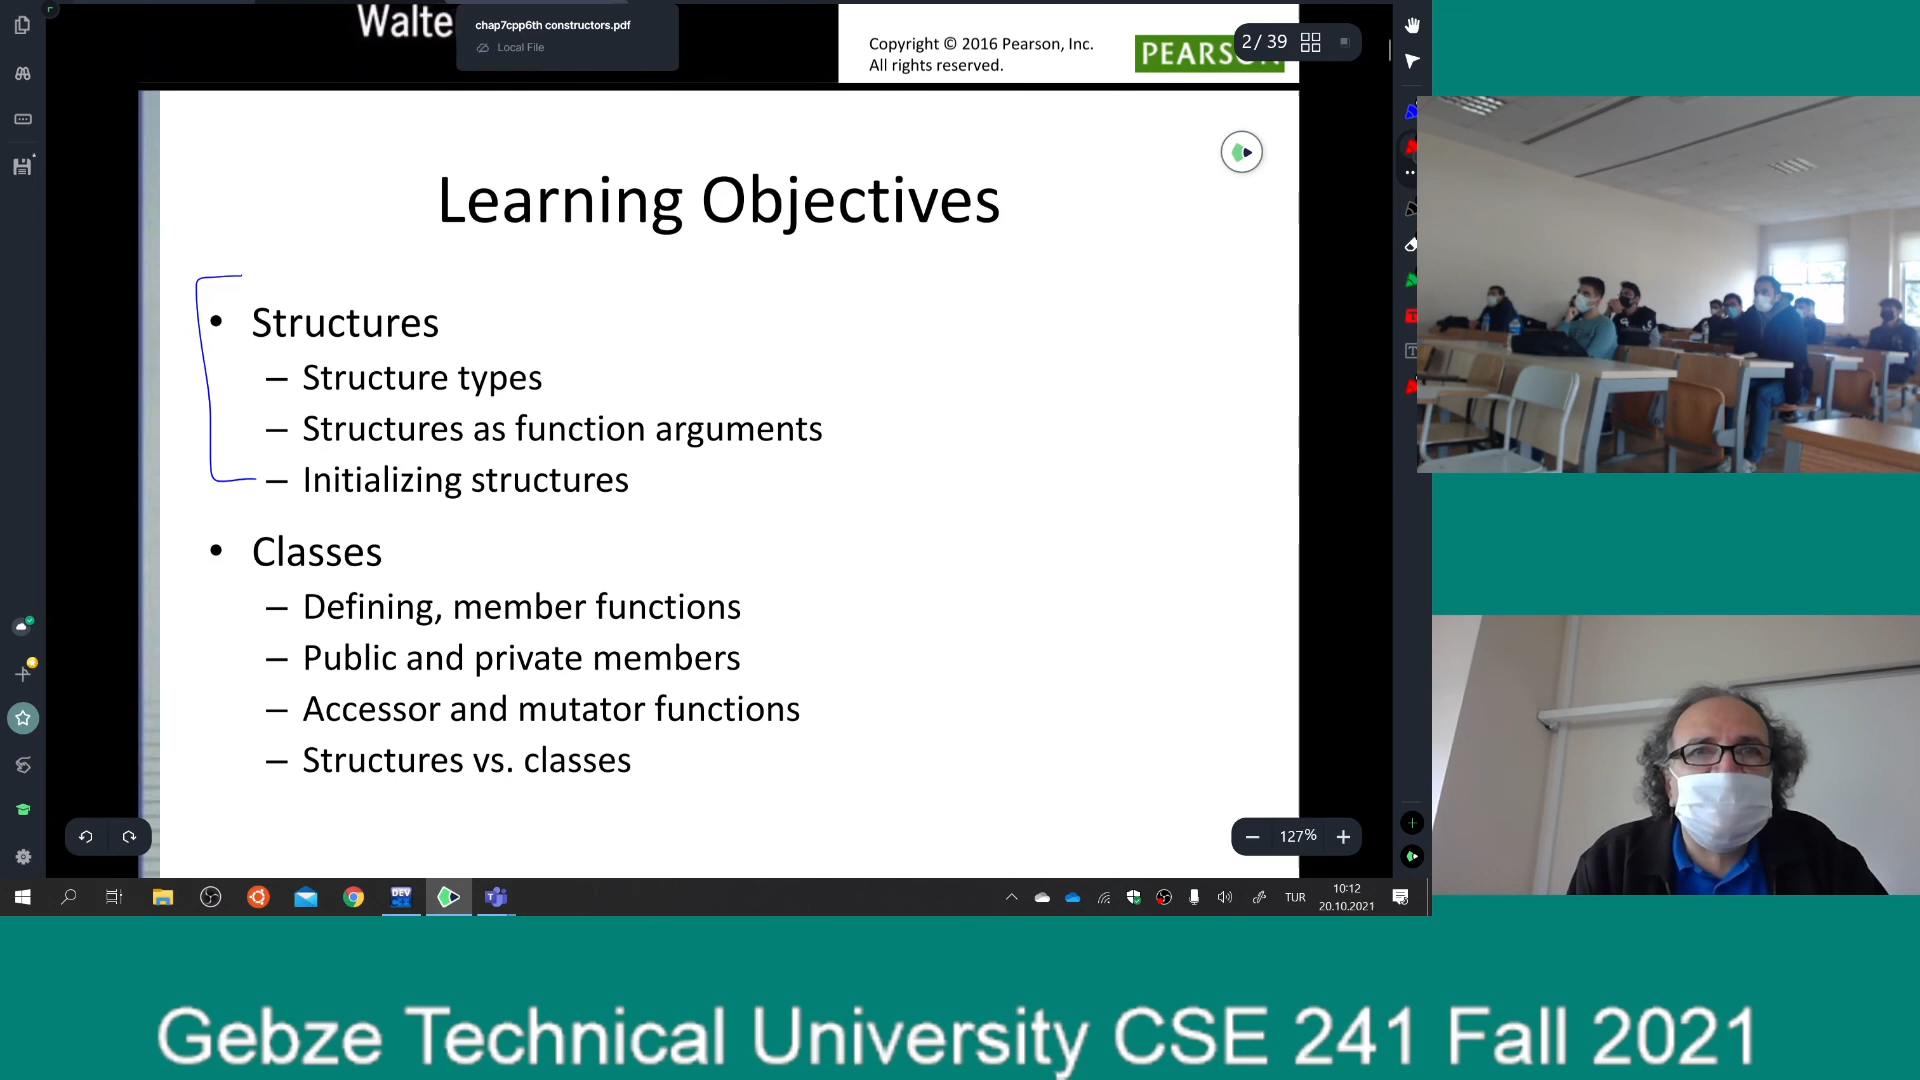 Walte
chap7cpp6th constructors.pdf
Local File
Copyright © 2016 Pearson, Inc.
All rights reserved.
PEARS
2/ 39
Learning Objectives
• Structures
– Structure types
– Structures as function arguments
– Initializing structures
• Classes
– Defining, member functions
– Public and private members
– Accessor and mutator functions
– Structures vs. classes
127%
DEV
TUR
10:12
20.10.2021
Gebze Technical University CSE 241 Fall 2021